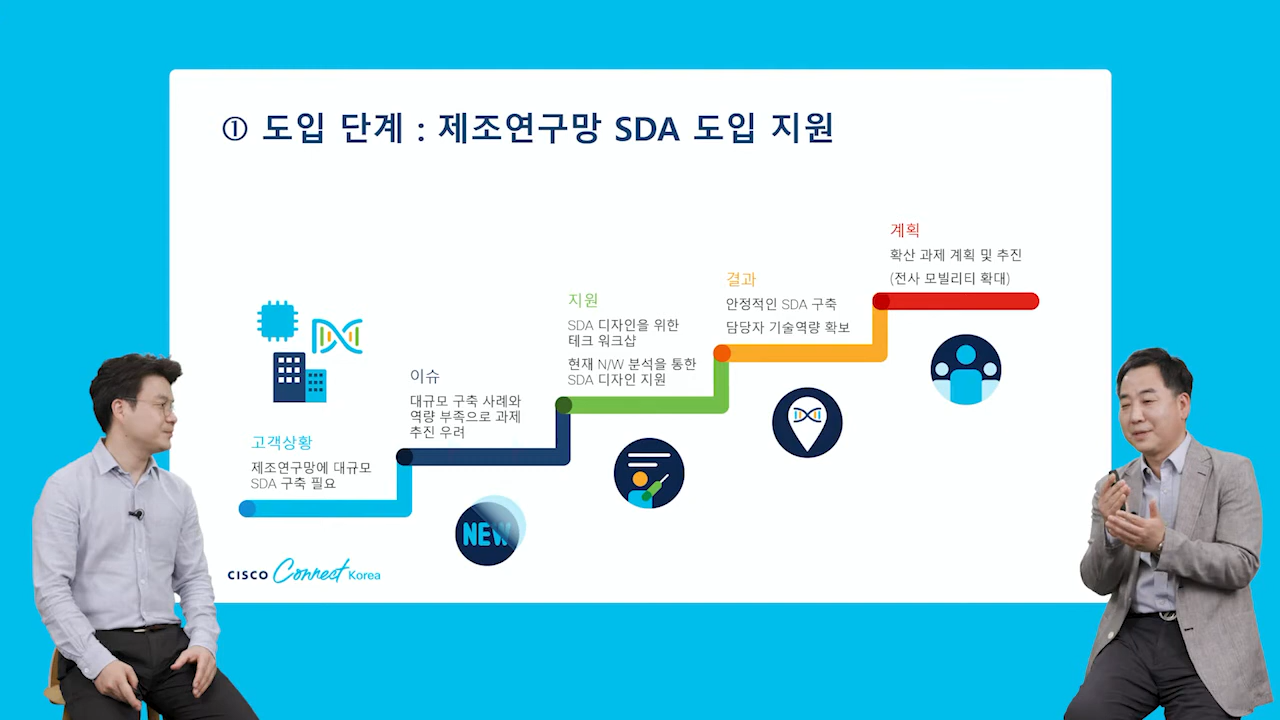 ① 도입 단계 : 제조연구망 SDA 도입 지원
고객상황
제조연구망에 대규모
SDA 구축 필요
이슈
대규모 구축 사례와
역량 부족으로 과제
추진 우려
NEW
지원
SDA 디자인을 위한
테크 워크샵
현재 N/W 분석을 통한
SDA 디자인 지원
결과
안정적인 SDA 구축
담당자 기술역량 확보
계획
확산 과제 계획 및 추진
(전사 모빌리티 확대)
CISCO Connect Korea